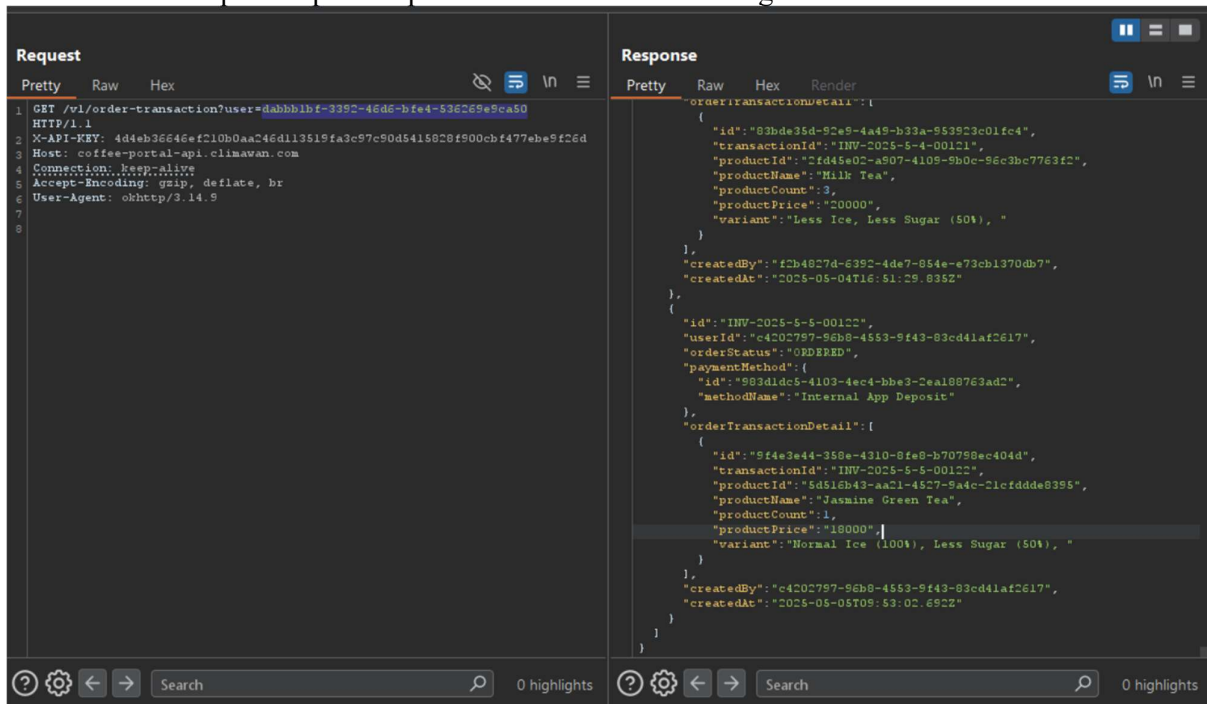 Request
Pretty Raw Hex
\n
1 GET /v1/order-transaction?user=dabbb1bf-3392-46d6-bfe4-536269e9ca50
HTTP/1.1
2 X-API-KEY: 4d4eb36646ef210b0aa246d113519fa3c97c90d5415828f900cbf477ebe9f26d
3 Host: coffee-portal-api.climawan.com
4 Connection: keep-alive
5 Accept-Encoding: gzip, deflate, br
6 User-Agent: okhttp/3.14.9
7
8
Search
0 highlights
Response
Pretty Raw Hex Render
\n
"orderTransactionDetail":[
{
"id":"83bde35d-92e9-4a49-b33a-953923c01fc4",
"transactionId":"INV-2025-5-4-00121",
"productId":"2fd45e02-a907-4109-9b0c-96c3bc7763f2",
"productName":"Milk Tea",
"productCount":3,
"productPrice":"20000",
"variant":"Less Ice, Less Sugar (50%), "
}
],
"createdBy":"f2b4827d-6392-4de7-854e-e73cb1370db7",
"createdAt":"2025-05-04T16:51:29.835Z"
},
{
"id":"INV-2025-5-5-00122",
"userId":"c4202797-96b8-4553-9f43-83cd41af2617",
"orderStatus":"ORDERED",
"paymentMethod":{
"id":"983d1dc5-4103-4ec4-bbe3-2ea188763ad2",
"methodName":"Internal App Deposit"
},
"orderTransactionDetail":[
{
"id":"9f4e3e44-358e-4310-8fe8-b70798ec404d",
"transactionId":"INV-2025-5-5-00122",
"productId":"5d516b43-aa21-4527-9a4c-21cfddde8395",
"productName":"Jasmine Green Tea",
"productCount":1,
"productPrice":"18000",
"variant":"Normal Ice (100%), Less Sugar (50%), "
}
],
"createdBy":"c4202797-96b8-4553-9f43-83cd41af2617",
"createdAt":"2025-05-05T09:53:02.692Z"
}
]
}
Search
0 highlights